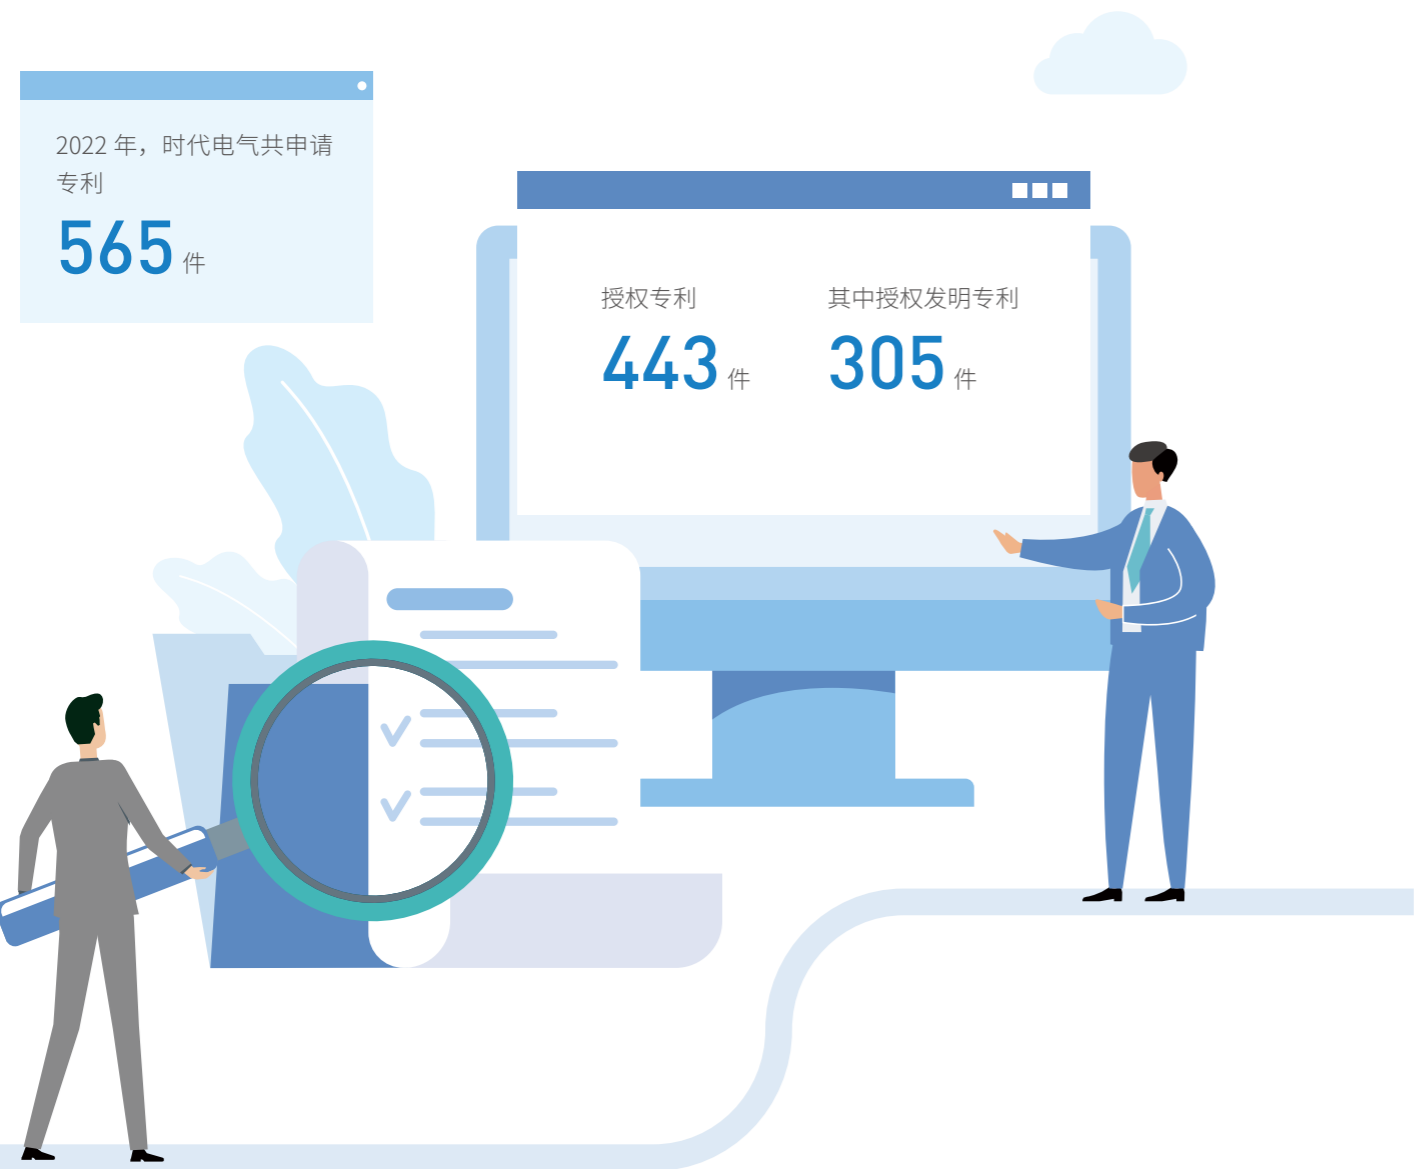 2022 年，时代电气共申请
专利
565 件
授权专利
443 件
其中授权发明专利
305 件